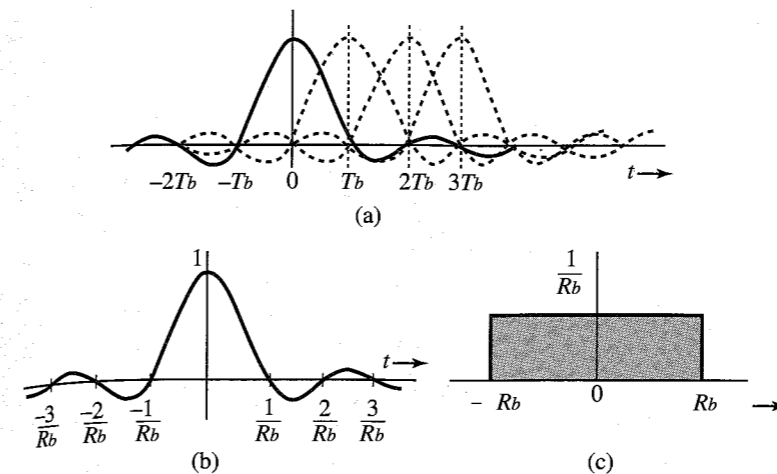 −2Tb −Tb 0 Tb 2Tb 3Tb t→
(a)
1
t→
−3/Rb −2/Rb −1/Rb 1/Rb 2/Rb 3/Rb
(b)
1/Rb
− Rb 0 Rb →
(c)